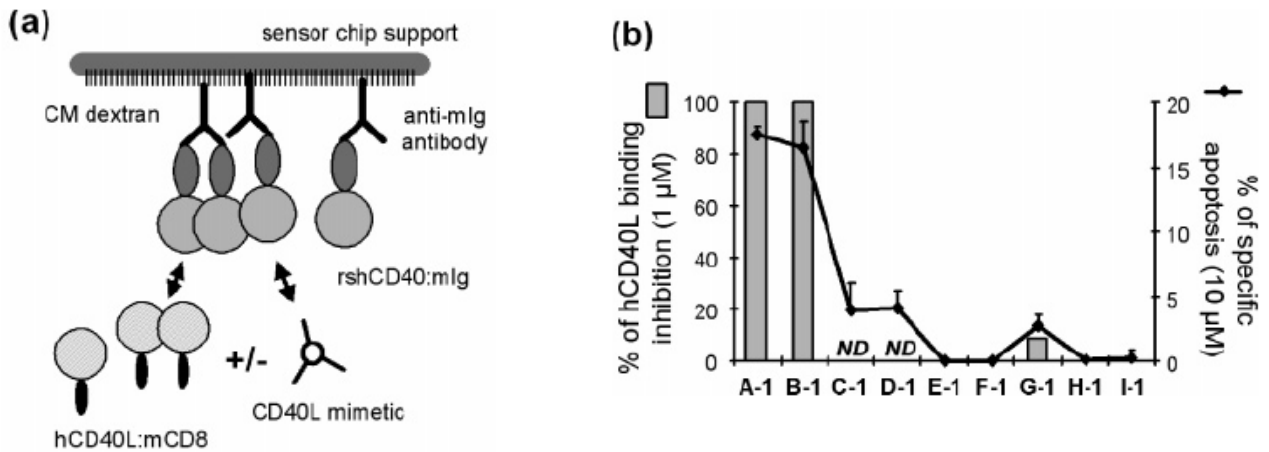 (a)
sensor chip support
CM dextran
anti-mIg
antibody
rshCD40:mIg
+/-
CD40L mimetic
hCD40L:mCD8
(b)
% of hCD40L binding
inhibition (1 µM)
100
80
60
40
20
0
ND
ND
A-1 B-1 C-1 D-1 E-1 F-1 G-1 H-1 I-1
20
15
10
5
0
% of specific
apoptosis (10 µM)